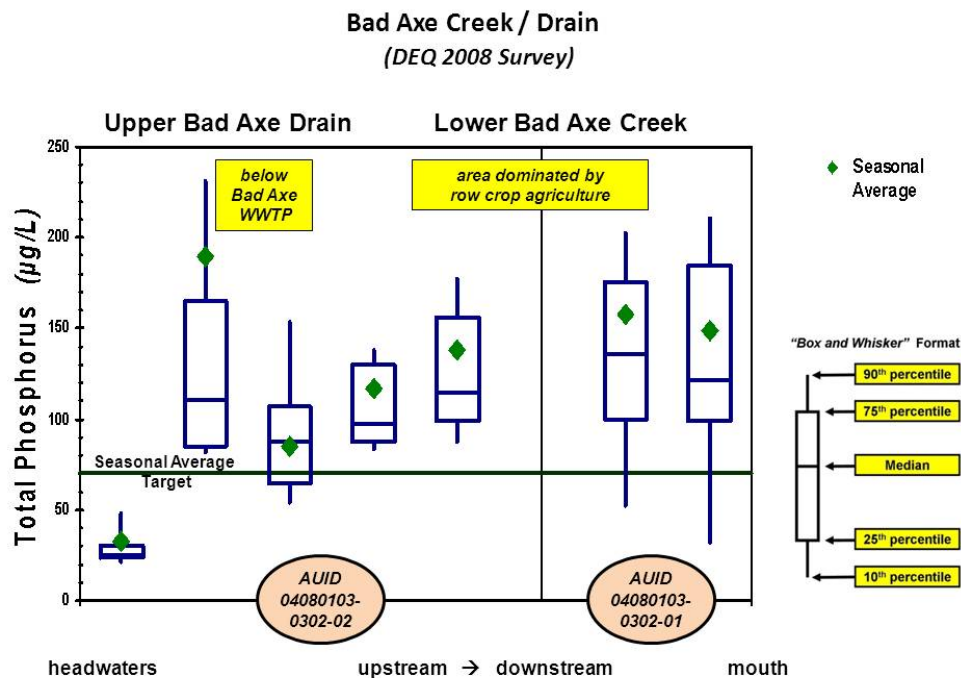 Bad Axe Creek / Drain
(DEQ 2008 Survey)
Upper Bad Axe Drain
Lower Bad Axe Creek
Total Phosphorus (µg/L)
250
200
150
100
50
0
below
Bad Axe
WWTP
area dominated by
row crop agriculture
Seasonal
Average
Seasonal Average
Target
AUID
04080103-
0302-02
AUID
04080103-
0302-01
"Box and Whisker" Format
90th percentile
75th percentile
Median
25th percentile
10th percentile
headwaters
upstream → downstream
mouth